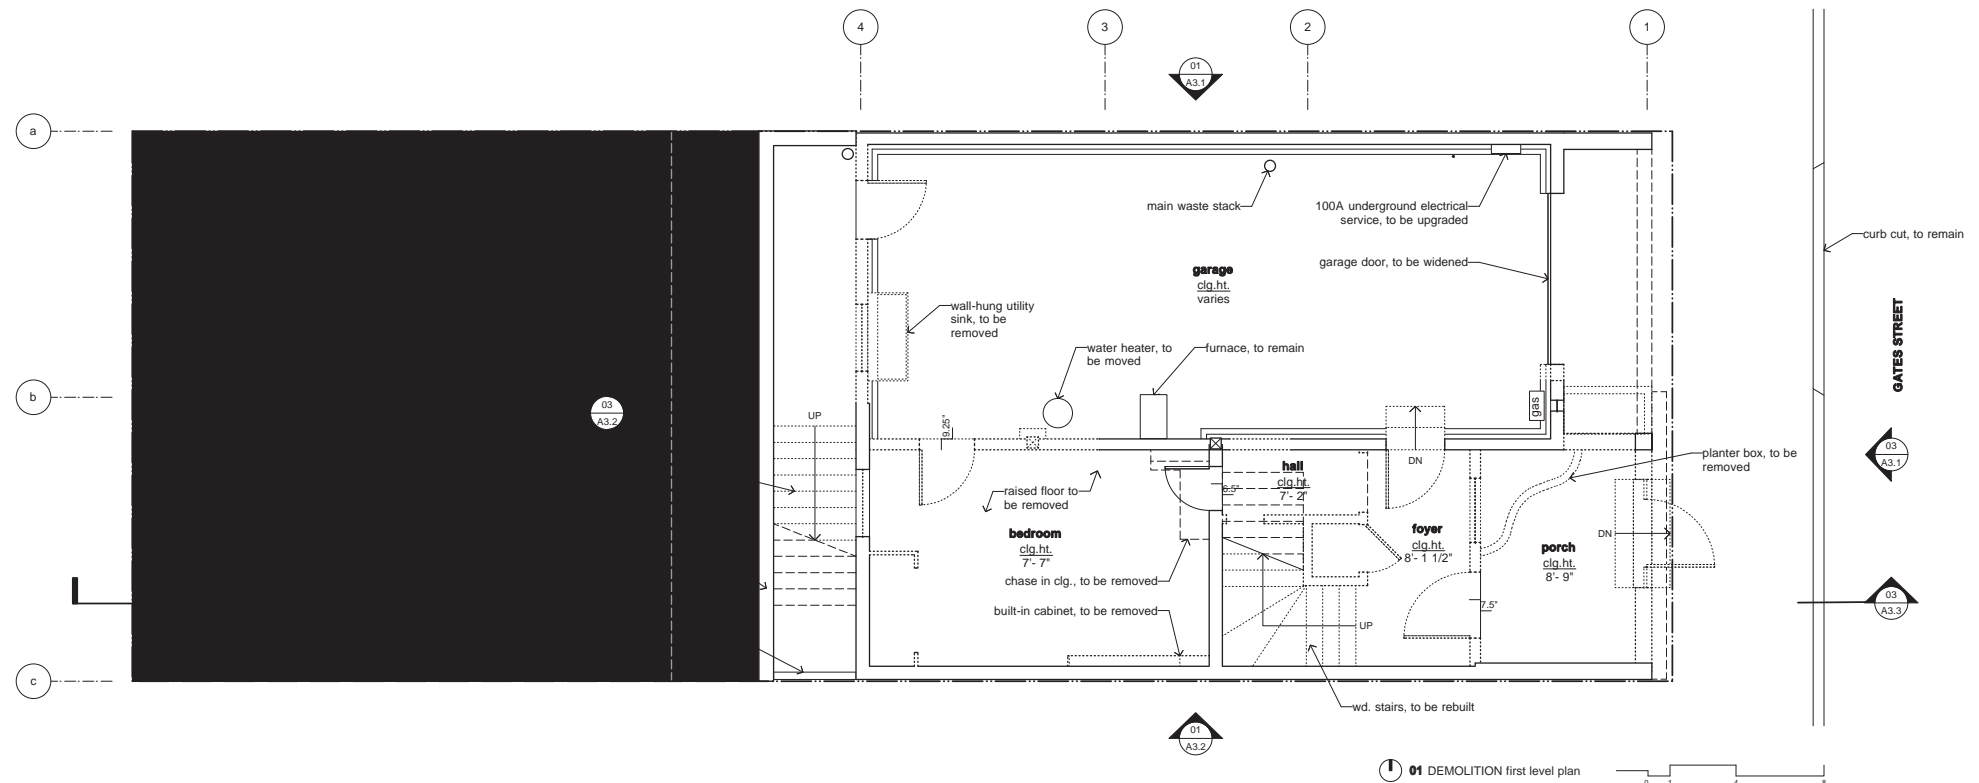 4
3
2
1
01
A3.1
a
main waste stack
100A underground electrical
service, to be upgraded
curb cut, to remain
garage
clg.ht.
varies
garage door, to be widened
wall-hung utility
sink, to be
removed
GATES STREET
water heater, to
be moved
furnace, to remain
b
03
A3.2
UP
9.25"
gas
hall
clg.ht.
7'- 2"
DN
03
A3.1
planter box, to be
removed
raised floor to
be removed
6.5"
bedroom
clg.ht.
7'- 7"
foyer
clg.ht.
8'- 1 1/2"
porch
clg.ht.
8'- 9"
DN
chase in clg., to be removed
built-in cabinet, to be removed
7.5"
UP
03
A3.3
c
wd. stairs, to be rebuilt
01
A3.2
01 DEMOLITION first level plan
0 1 4 8